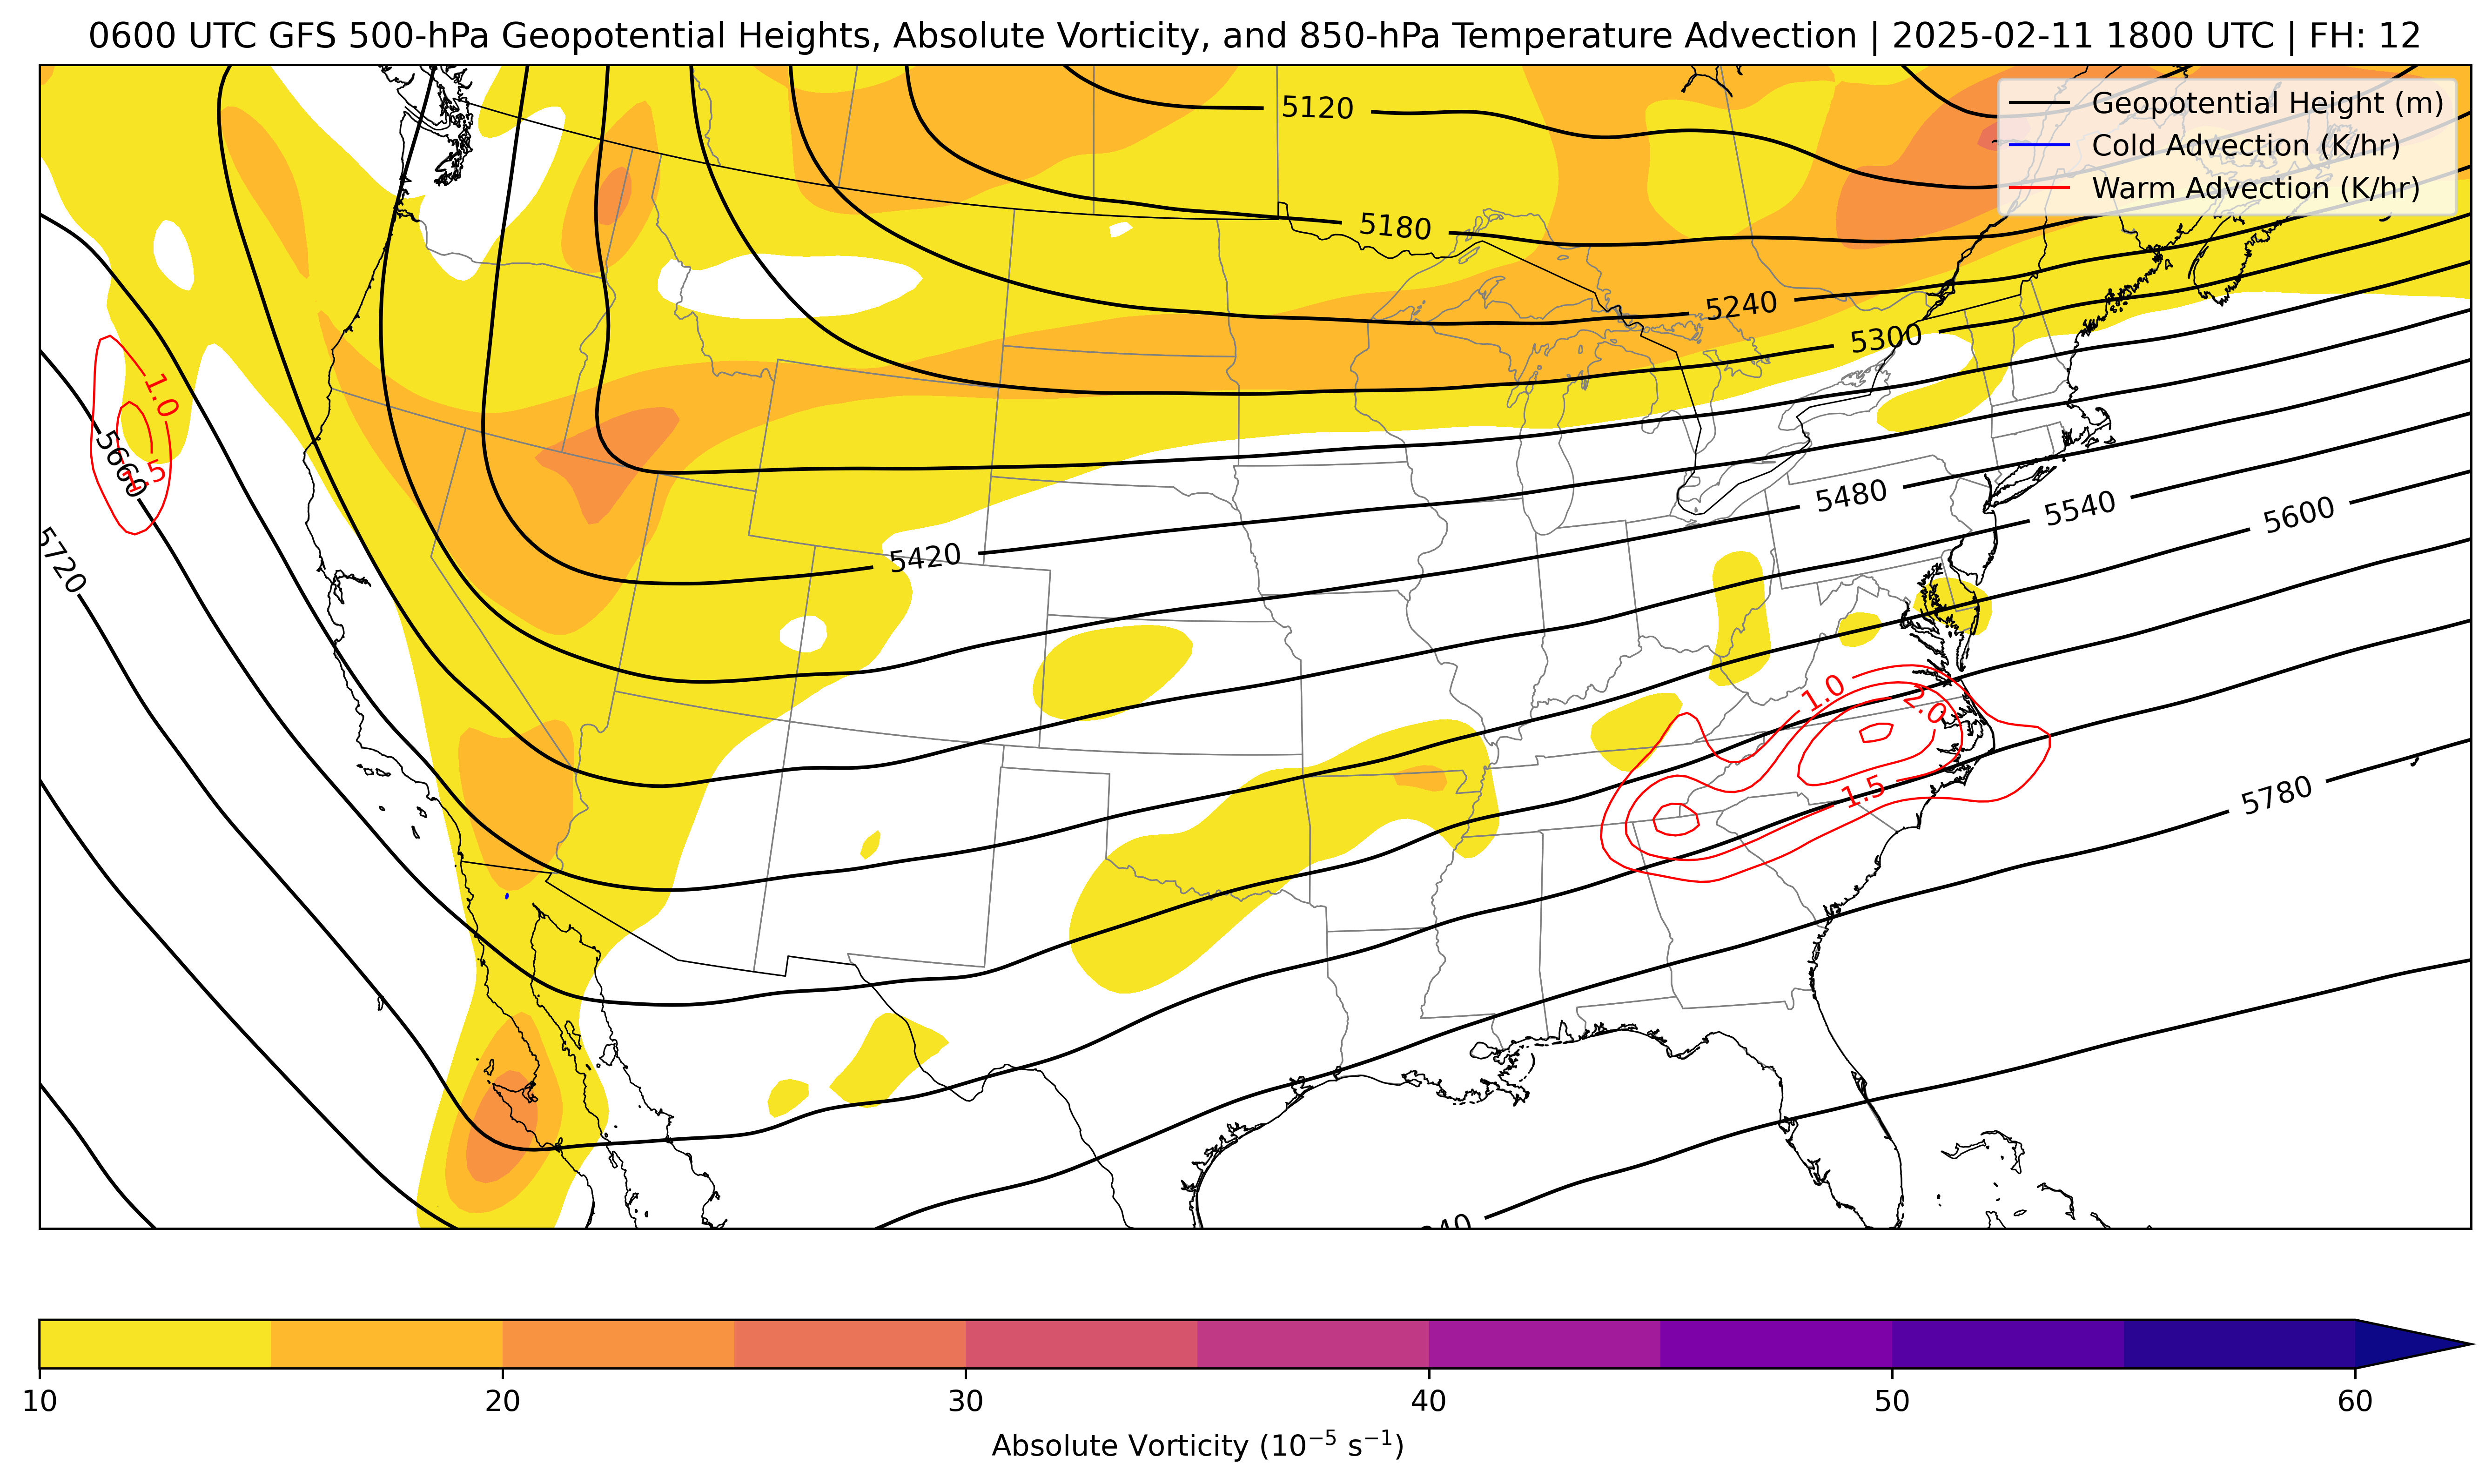 0600 UTC GFS 500-hPa Geopotential Heights, Absolute Vorticity, and 850-hPa Temperature Advection | 2025-02-11 1800 UTC | FH: 12
Geopotential Height (m)
Cold Advection (K/hr)
Warm Advection (K/hr)
5120
5180
5240
5300
1.0
5660
1.5
5480
5540
5600
5720
5420
1.0
2.0
1.5
5780
10 20 30 40 50 60
Absolute Vorticity (10⁻⁵ s⁻¹)